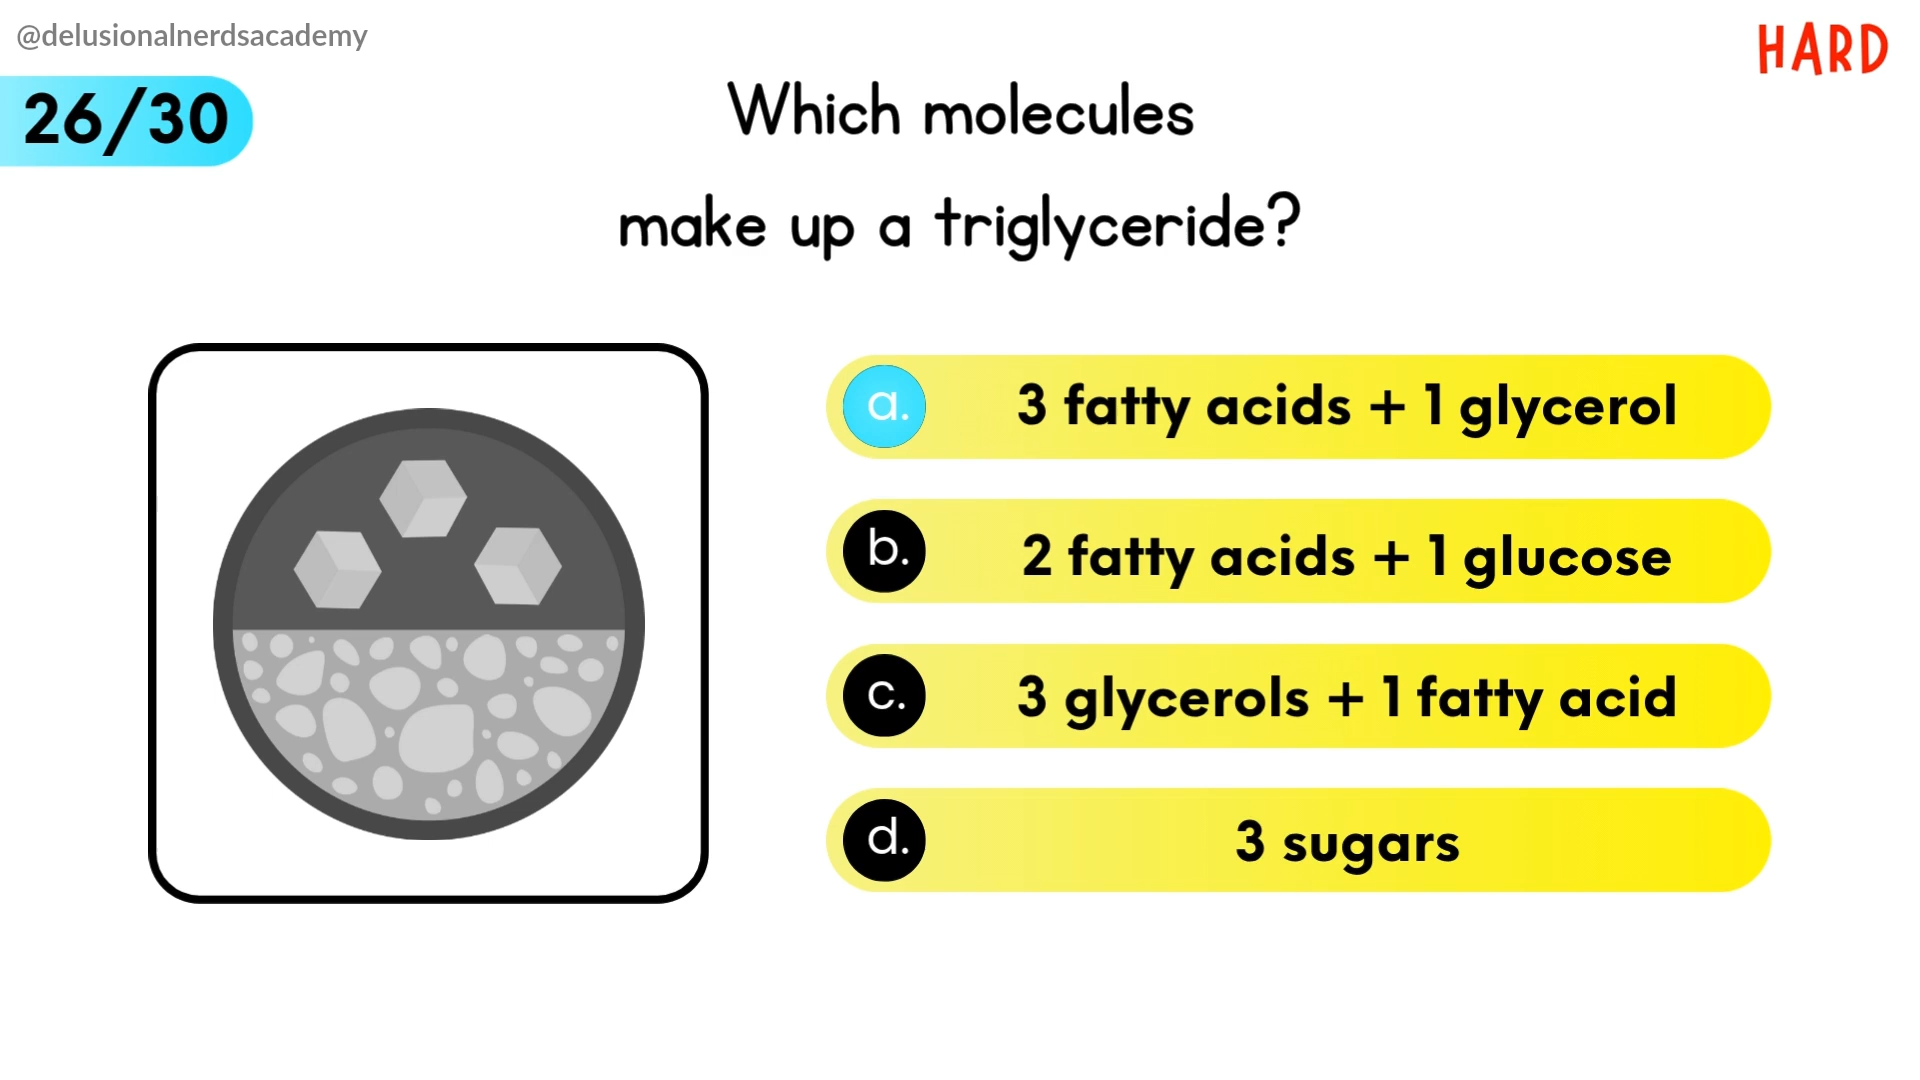 @delusionalnerdsacademy
HARD
26/30
Which molecules
make up a triglyceride?
a. 3 fatty acids + 1 glycerol
b. 2 fatty acids + 1 glucose
c. 3 glycerols + 1 fatty acid
d. 3 sugars